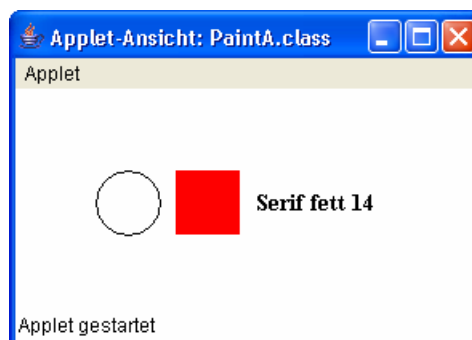 Applet-Ansicht: PaintA.class
Applet
Serif fett 14
Applet gestartet